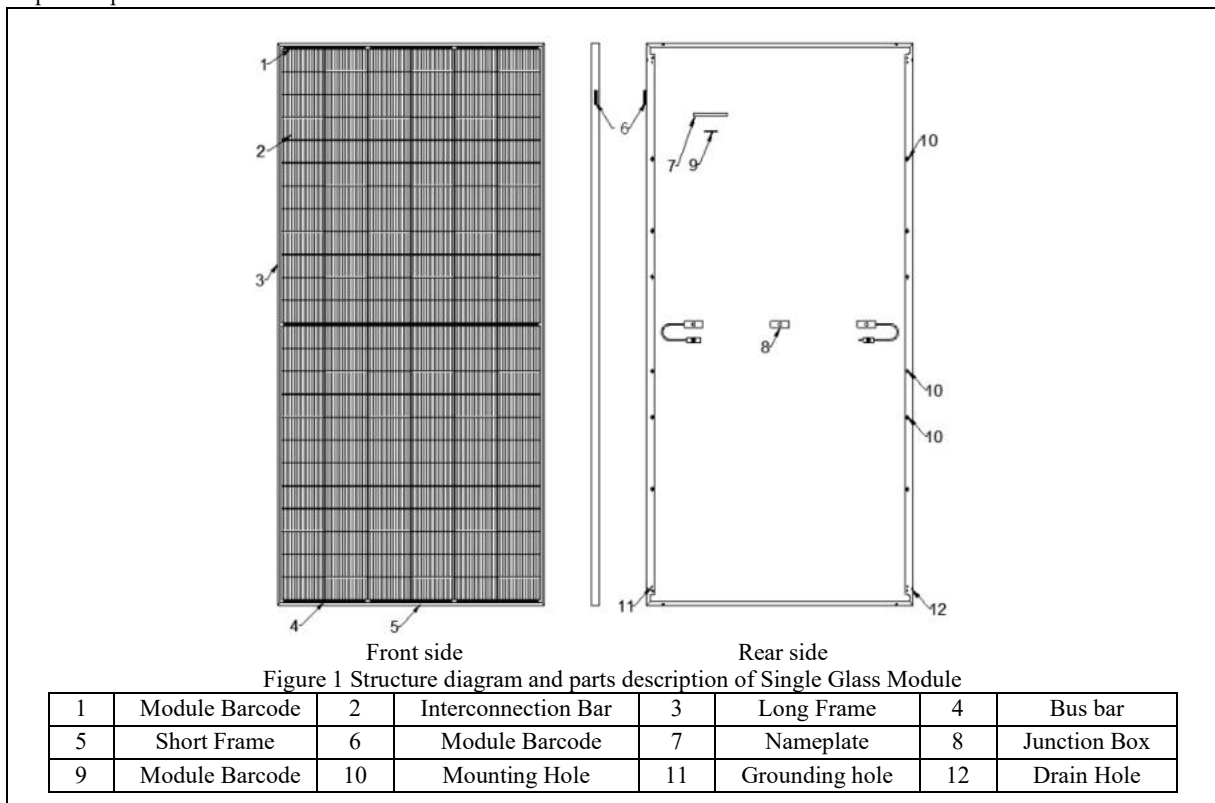 1
2
3
4
5
6
7
9
8
10
10
10
11
12
Front side
Rear side
Figure 1 Structure diagram and parts description of Single Glass Module
1 Module Barcode 2 Interconnection Bar 3 Long Frame 4 Bus bar
5 Short Frame 6 Module Barcode 7 Nameplate 8 Junction Box
9 Module Barcode 10 Mounting Hole 11 Grounding hole 12 Drain Hole